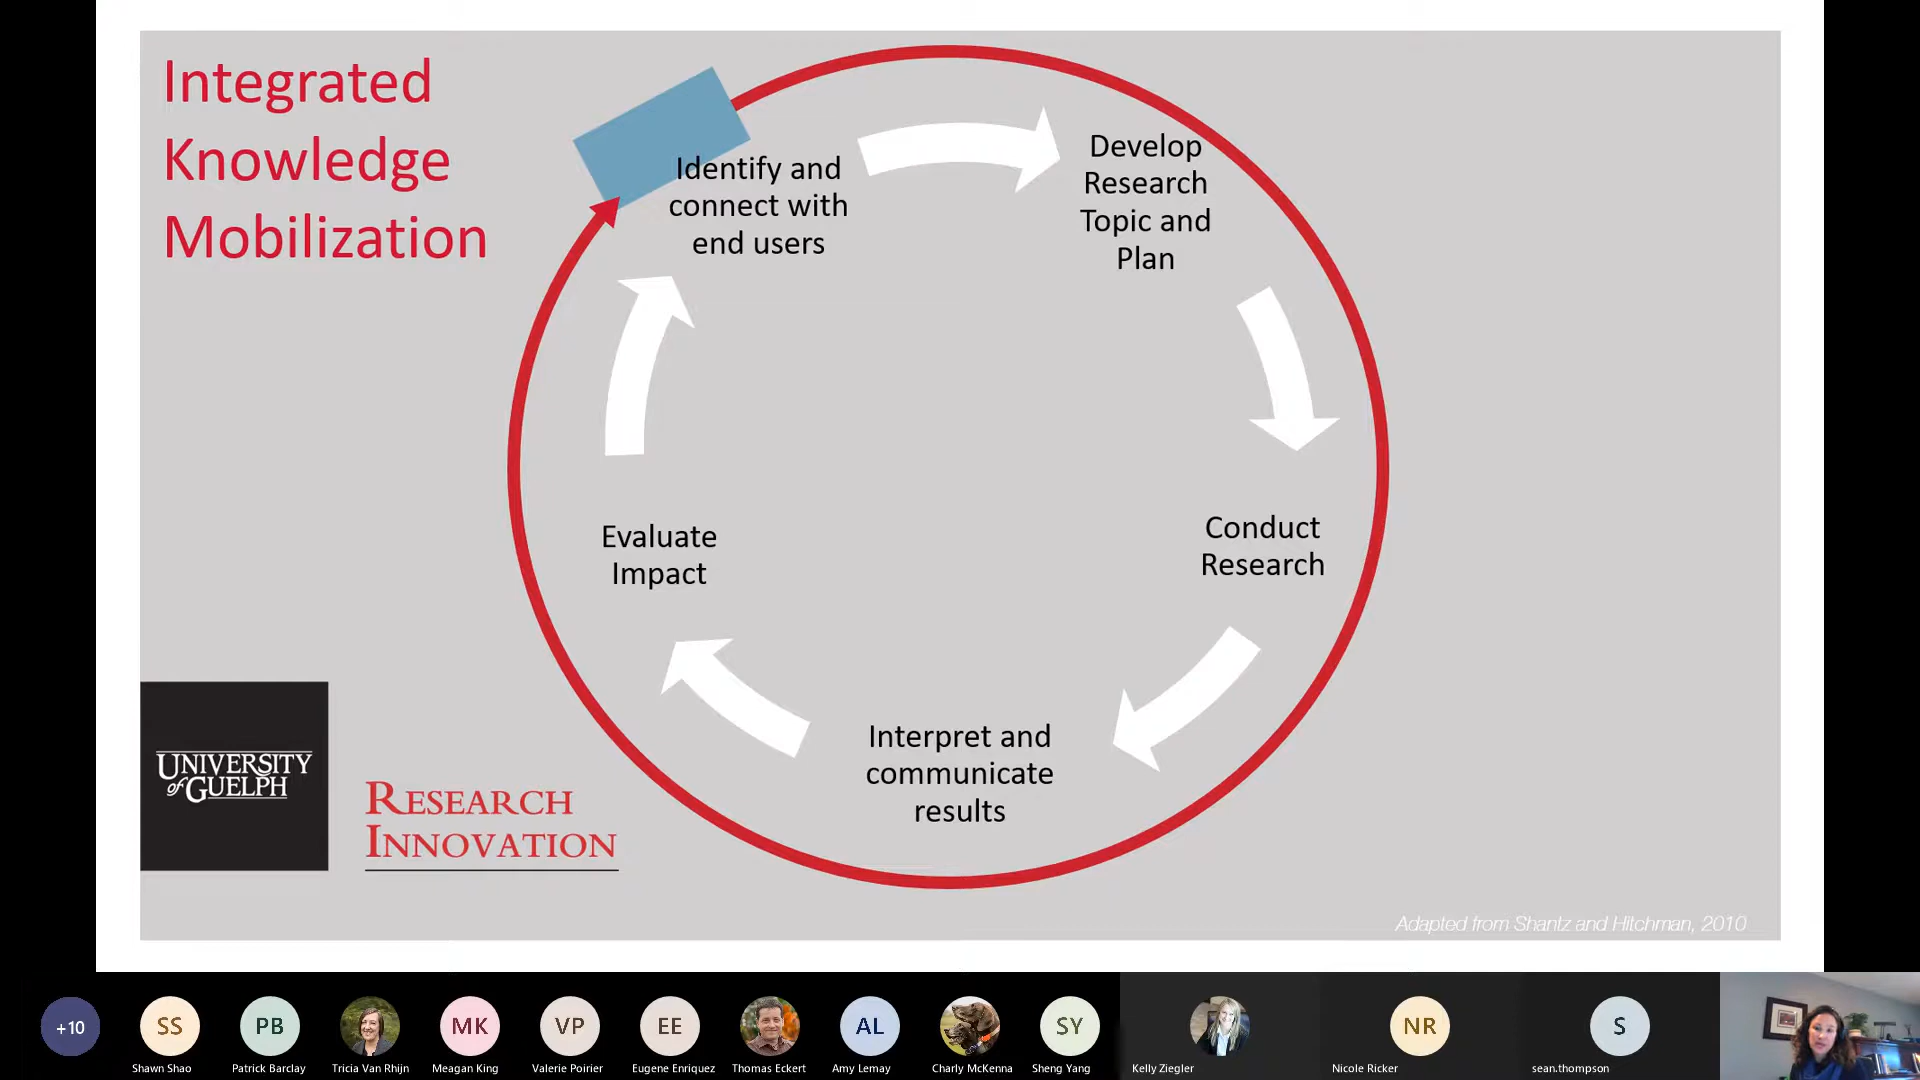 Integrated
Knowledge
Mobilization
Identify and
connect with
end users
Develop
Research
Topic and
Plan
Conduct
Research
Interpret and
communicate
results
Evaluate
Impact
UNIVERSITY
of GUELPH
RESEARCH
INNOVATION
Adapted from Shantz and Hitchman, 2010
+10
SS
PB
MK
VP
EE
AL
SY
NR
S
Shawn Shao
Patrick Barclay
Tricia Van Rhijn
Meagan King
Valerie Poirier
Eugene Enriquez
Thomas Eckert
Amy Lemay
Charly McKenna
Sheng Yang
Kelly Ziegler
Nicole Ricker
sean.thompson